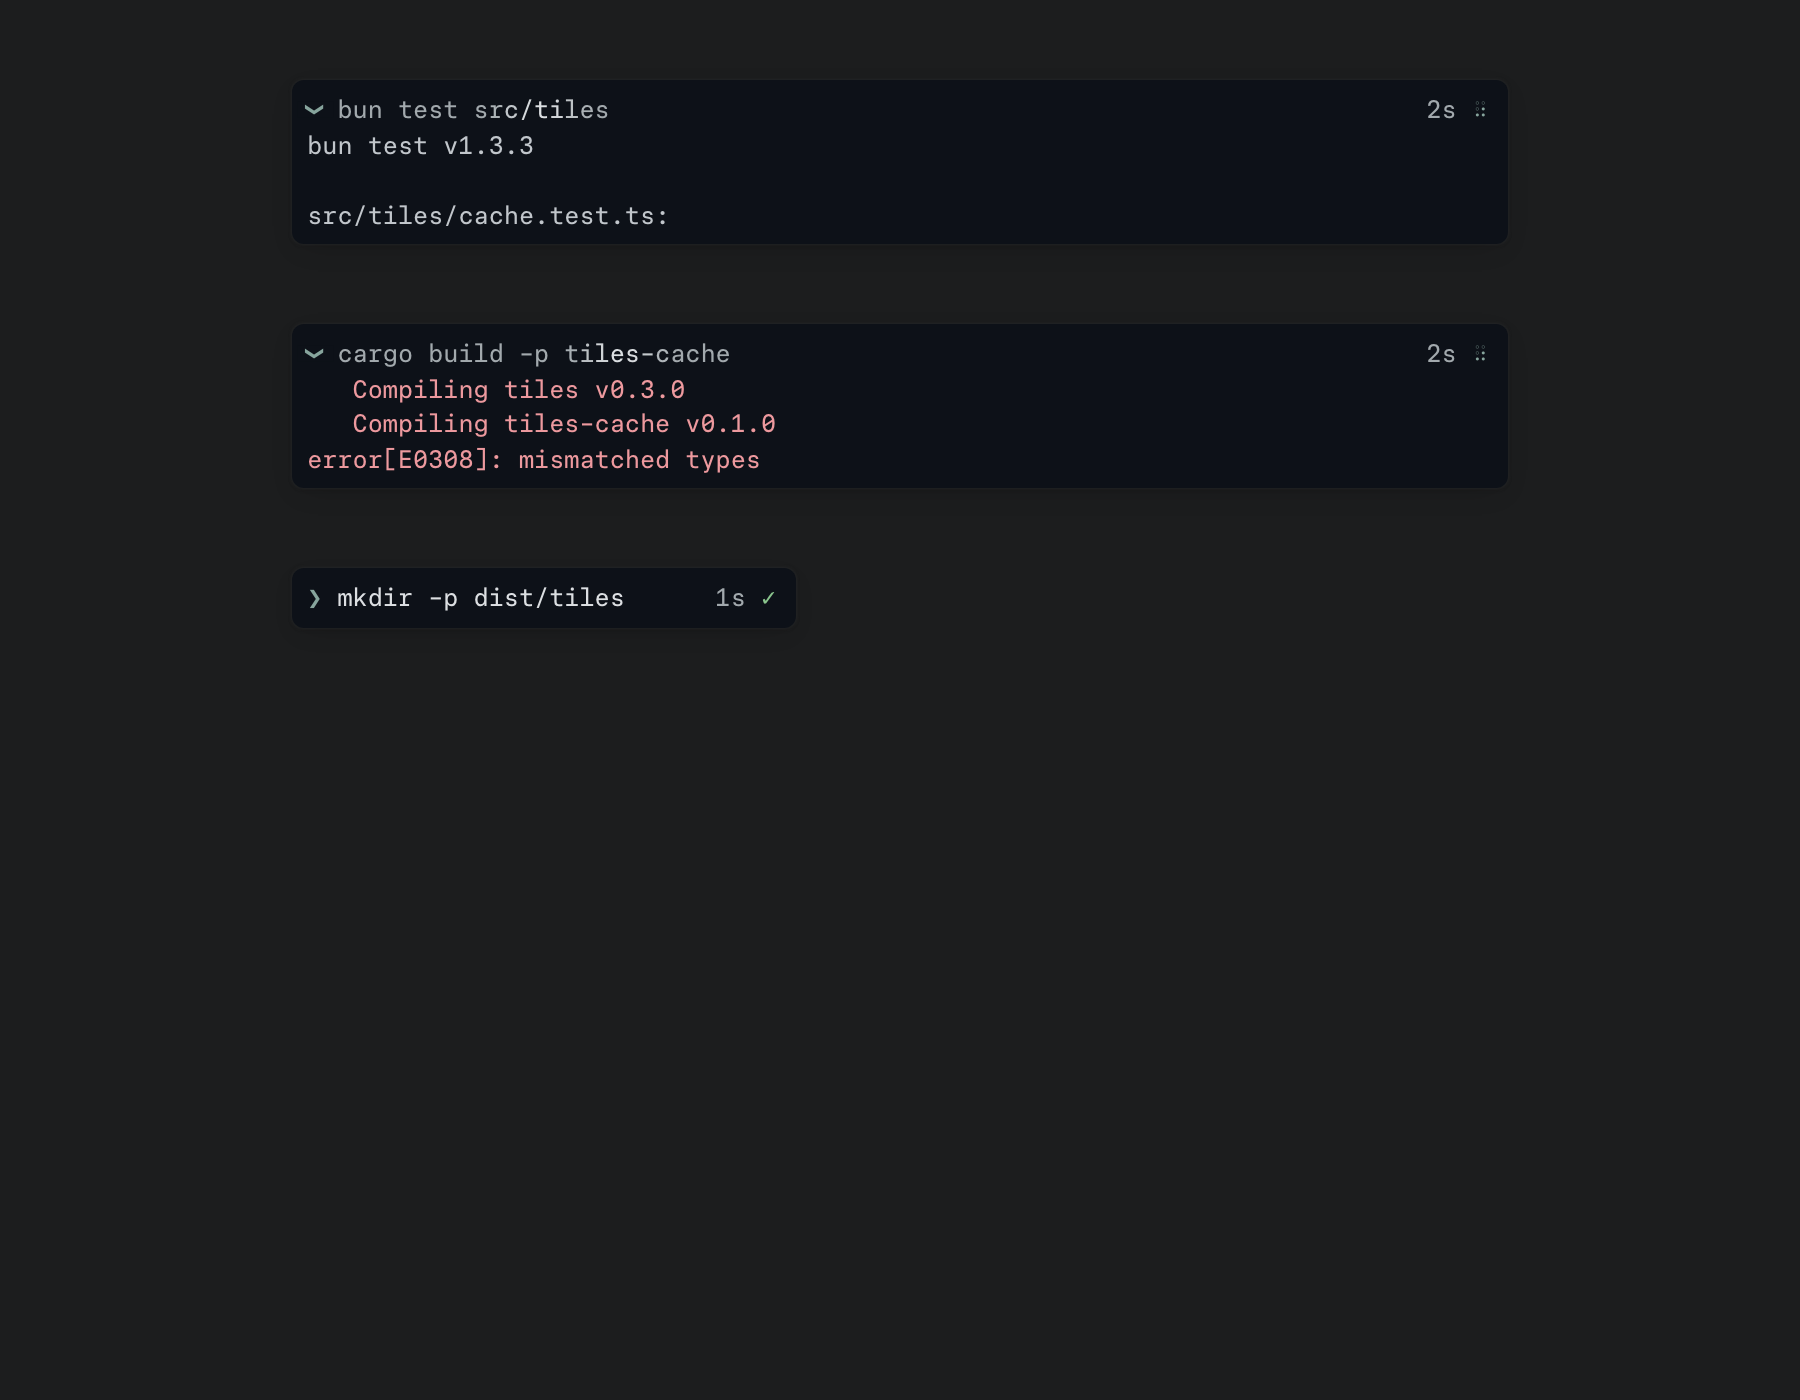 bun test src/tiles 2s
bun test v1.3.3
src/tiles/cache.test.ts:
cargo build -p tiles-cache 2s
Compiling tiles v0.3.0
Compiling tiles-cache v0.1.0
error[E0308]: mismatched types
❯ mkdir -p dist/tiles 1s ✓